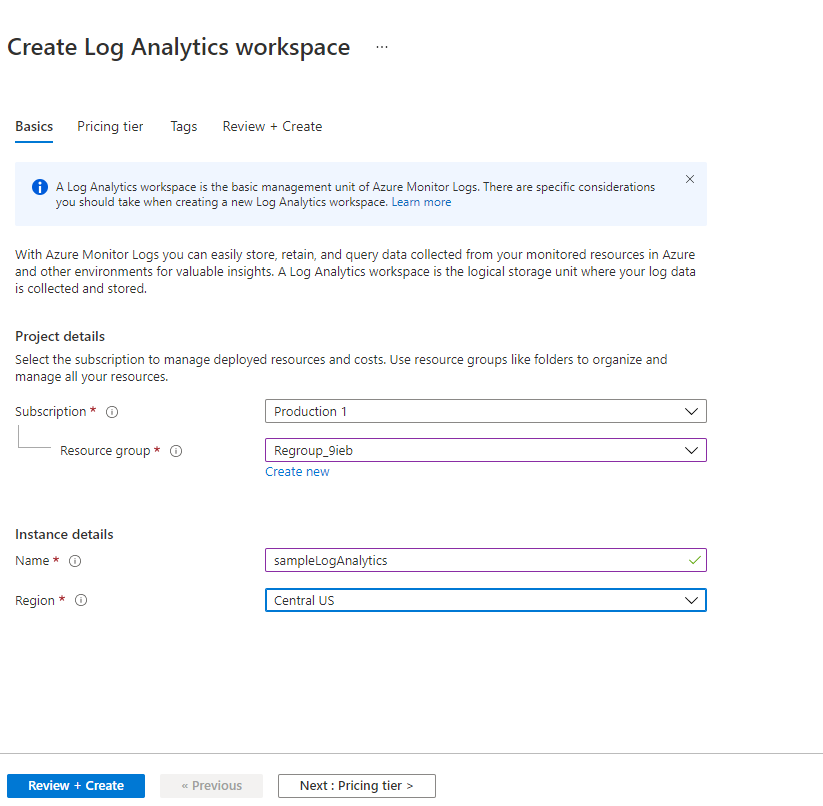 Create Log Analytics workspace ...
Basics Pricing tier Tags Review + Create
A Log Analytics workspace is the basic management unit of Azure Monitor Logs. There are specific considerations
you should take when creating a new Log Analytics workspace. Learn more
With Azure Monitor Logs you can easily store, retain, and query data collected from your monitored resources in Azure
and other environments for valuable insights. A Log Analytics workspace is the logical storage unit where your log data
is collected and stored.
Project details
Select the subscription to manage deployed resources and costs. Use resource groups like folders to organize and
manage all your resources.
Subscription * Production 1
Resource group * Regroup_9ieb
Create new
Instance details
Name * sampleLogAnalytics
Region * Central US
Review + Create « Previous Next : Pricing tier >